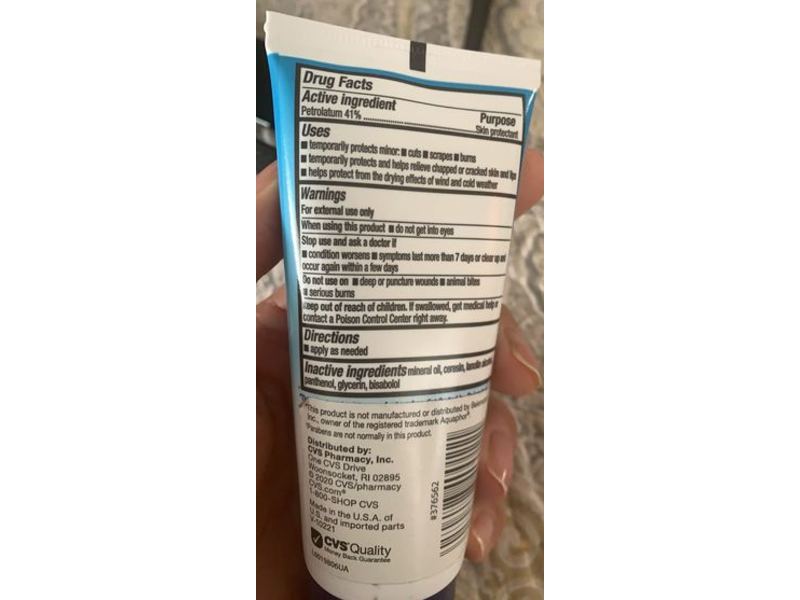 Drug Facts
Active ingredient Purpose
Petrolatum 41% Skin protectant
Uses
■ temporarily protects minor: ■ cuts ■ scrapes ■ burns
■ temporarily protects and helps relieve chapped or cracked skin and lips
■ helps protect from the drying effects of wind and cold weather
Warnings
For external use only
When using this product ■ do not get into eyes
Stop use and ask a doctor if
■ condition worsens ■ symptoms last more than 7 days or clear up and
occur again within a few days
Do not use on ■ deep or puncture wounds ■ animal bites
■ serious burns
Keep out of reach of children. If swallowed, get medical help or
contact a Poison Control Center right away.
Directions
■ apply as needed
Inactive ingredients mineral oil, ceresin, lanolin alcohol,
panthenol, glycerin, bisabolol
This product is not manufactured or distributed by Beiersdorf
Inc., owner of the registered trademark Aquaphor®.
Parabens are not normally in this product.
Distributed by:
CVS Pharmacy, Inc.
One CVS Drive
Woonsocket, RI 02895
© 2020 CVS/pharmacy
CVS.com®
1-800-SHOP CVS
Made in the U.S.A. of
U.S. and imported parts
V-10221
CVS Quality
Money Back Guarantee
#376562